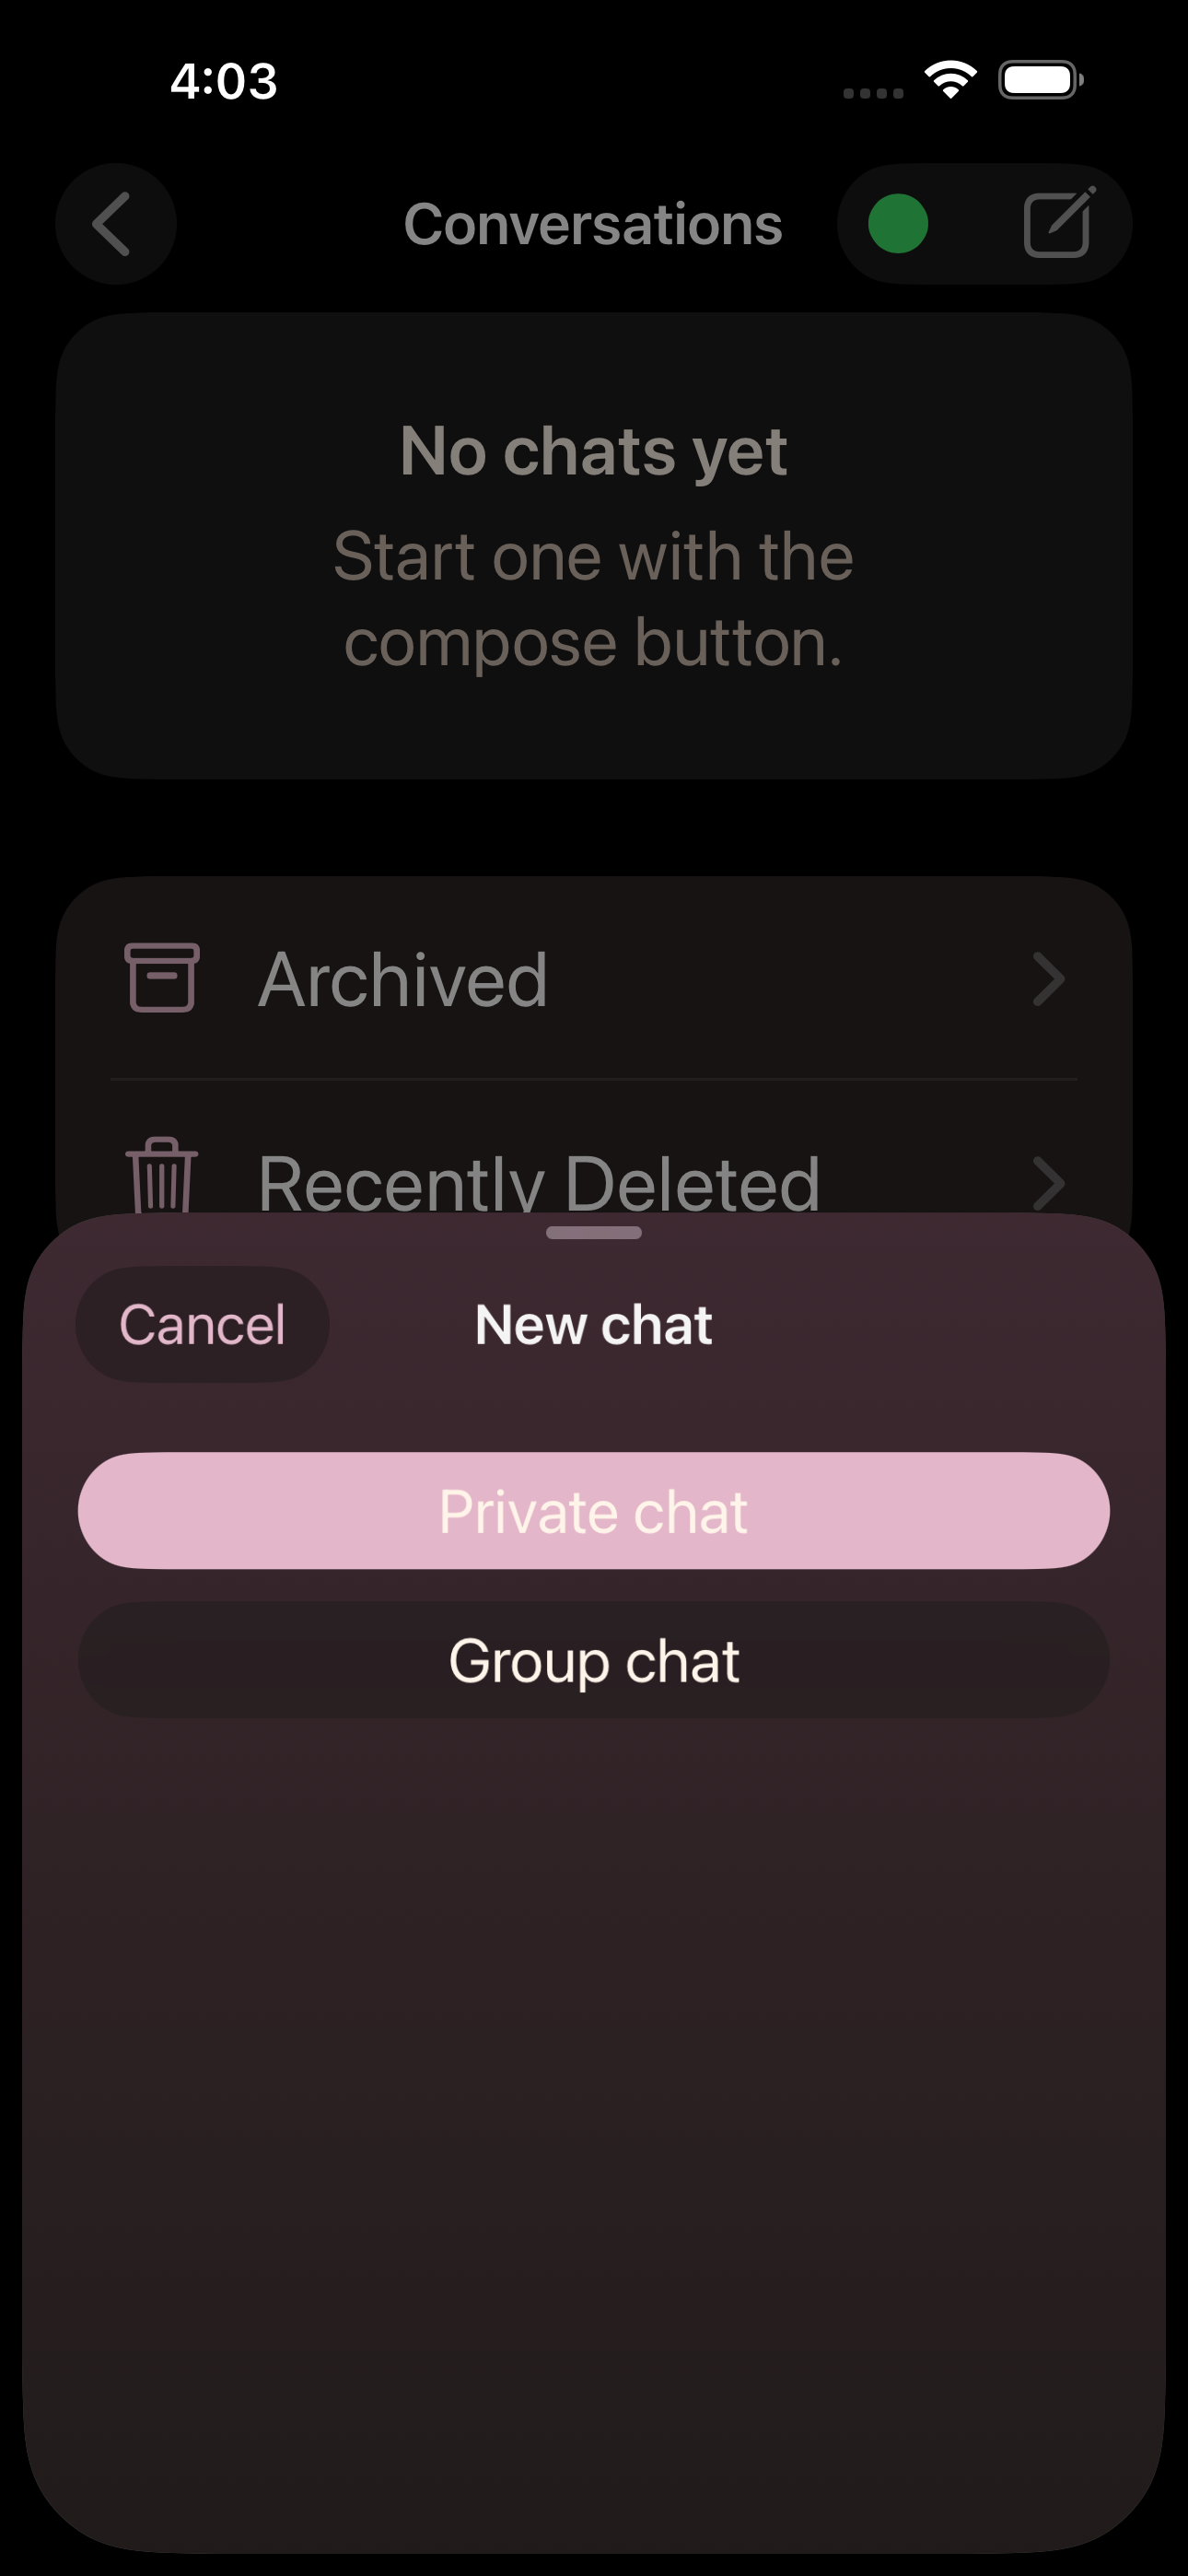 4:03
Conversations
No chats yet
Start one with the
compose button.
Archived
Recently Deleted
Cancel
New chat
Private chat
Group chat